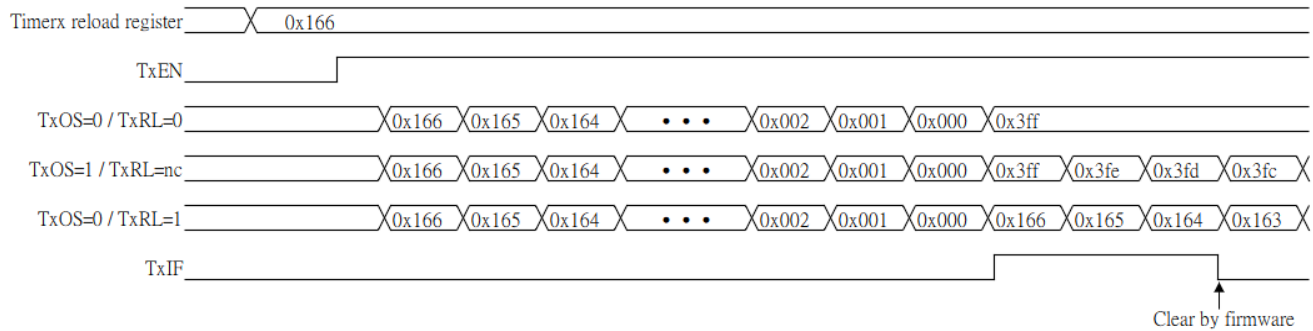 Timerx reload register 0x166
TxEN
TxOS=0 / TxRL=0 0x166 0x165 0x164 • • • 0x002 0x001 0x000 0x3ff
TxOS=1 / TxRL=nc 0x166 0x165 0x164 • • • 0x002 0x001 0x000 0x3ff 0x3fe 0x3fd 0x3fc
TxOS=0 / TxRL=1 0x166 0x165 0x164 • • • 0x002 0x001 0x000 0x166 0x165 0x164 0x163
TxIF
Clear by firmware